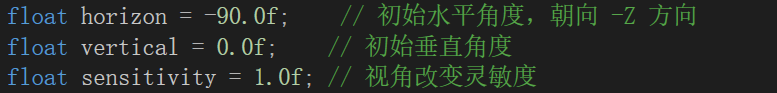 float horizon = -90.0f;     // 初始水平角度，朝向 -Z 方向
float vertical = 0.0f;    // 初始垂直角度
float sensitivity = 1.0f; // 视角改变灵敏度